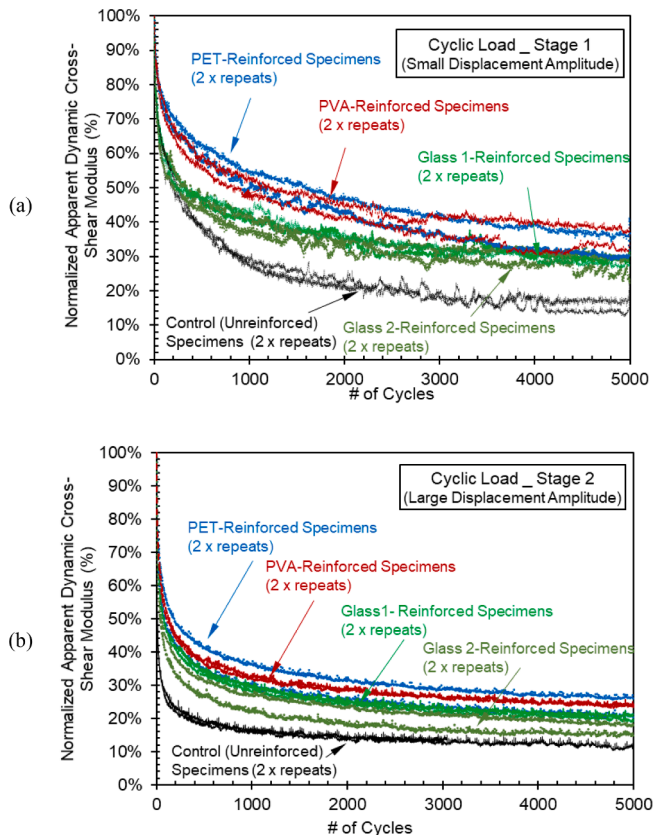 (a)
Normalized Apparent Dynamic Cross-
Shear Modulus (%)
100%
90%
80%
70%
60%
50%
40%
30%
20%
10%
0%
Cyclic Load _ Stage 1
(Small Displacement Amplitude)
PET-Reinforced Specimens
(2 x repeats)
PVA-Reinforced Specimens
(2 x repeats)
Glass 1-Reinforced Specimens
(2 x repeats)
Control (Unreinforced)
Specimens (2 x repeats)
Glass 2-Reinforced Specimens
(2 x repeats)
0 1000 2000 3000 4000 5000
# of Cycles
(b)
Normalized Apparent Dynamic Cross-
Shear Modulus (%)
100%
90%
80%
70%
60%
50%
40%
30%
20%
10%
0%
Cyclic Load _ Stage 2
(Large Displacement Amplitude)
PET-Reinforced Specimens
(2 x repeats)
PVA-Reinforced Specimens
(2 x repeats)
Glass1- Reinforced Specimens
(2 x repeats)
Glass 2-Reinforced Specimens
(2 x repeats)
Control (Unreinforced)
Specimens (2 x repeats)
0 1000 2000 3000 4000 5000
# of Cycles